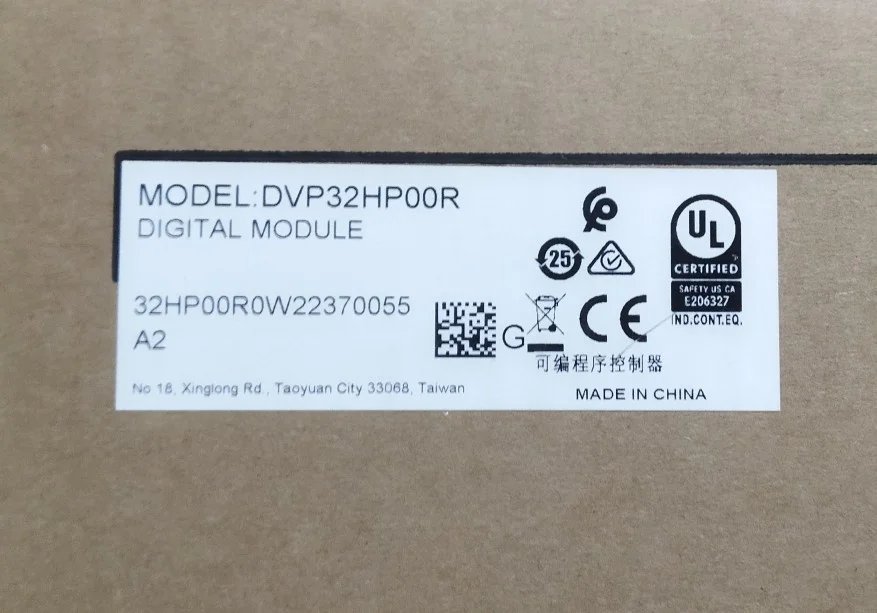 MODEL:DVP32HP00R
DIGITAL MODULE
32HP00R0W22370055
A2
No 18, Xinglong Rd., Taoyuan City 33068, Taiwan
25
G
CE
可编程序控制器
MADE IN CHINA
UL
CERTIFIED
SAFETY US CA
E206327
IND.CONT.EQ.